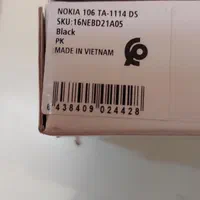 NOKIA 106 TA-1114 DS
SKU:16NEBD21A05
Black
PK
MADE IN VIETNAM
6 438409 024428